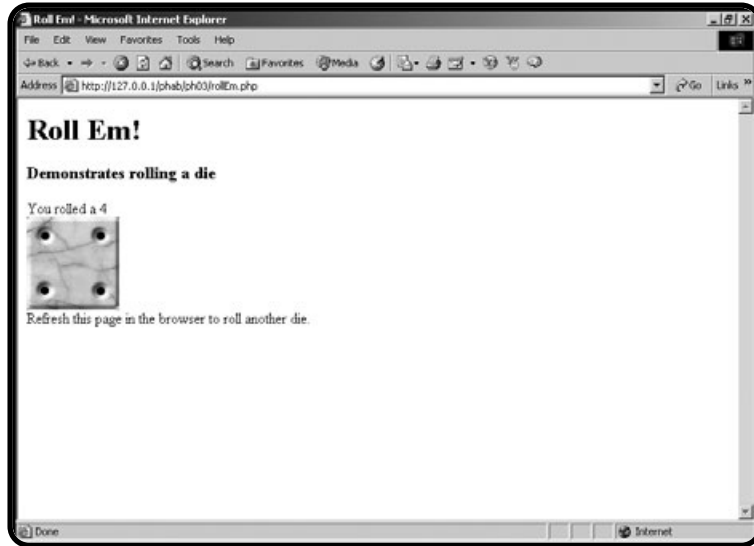 Roll Em! - Microsoft Internet Explorer
File Edit View Favorites Tools Help
Back Search Favorites Media
Address http://127.0.0.1/phab/ph03/rollEm.php Go Links »
Roll Em!
Demonstrates rolling a die
You rolled a 4
Refresh this page in the browser to roll another die.
Done Internet